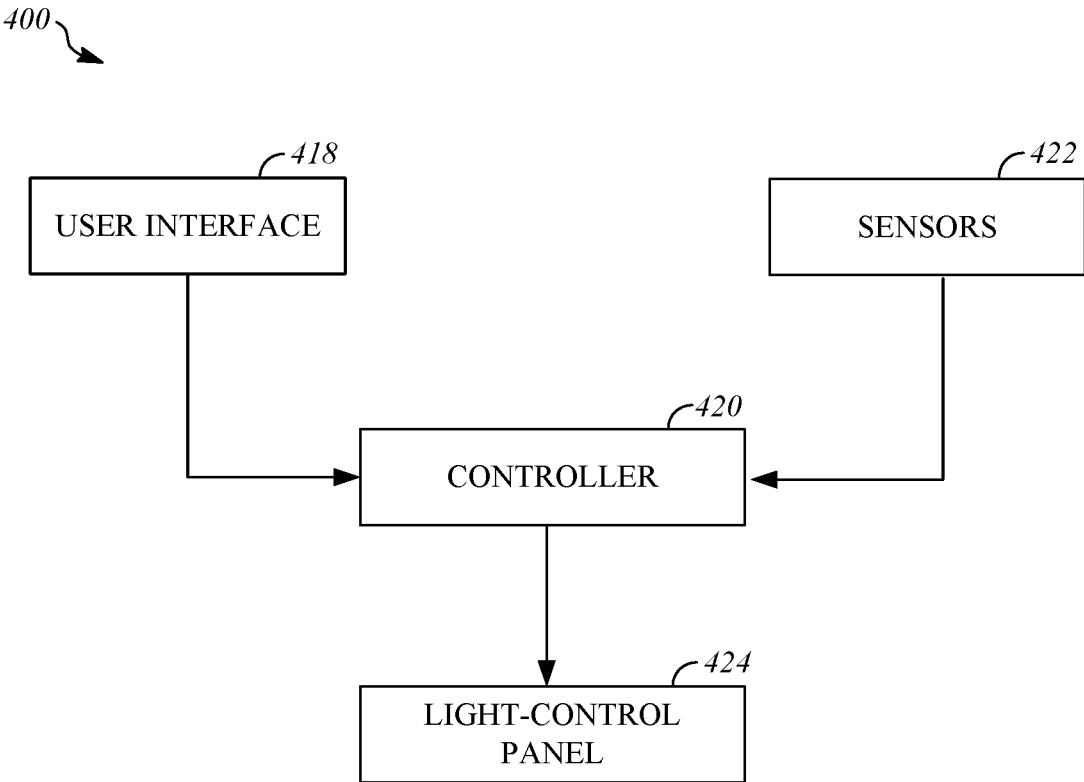 400
418
422
USER INTERFACE
SENSORS
420
CONTROLLER
424
LIGHT-CONTROL
PANEL